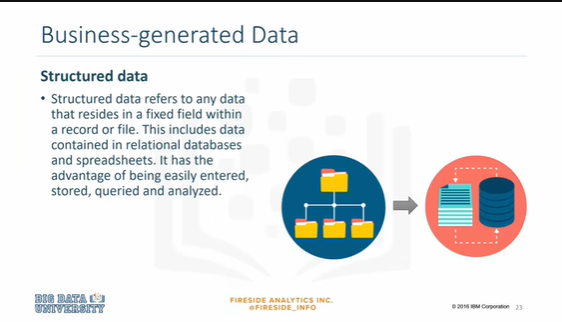 Business-generated Data
Structured data
• Structured data refers to any data
that resides in a fixed field within
a record or file. This includes data
contained in relational databases
and spreadsheets. It has the
advantage of being easily entered,
stored, queried and analyzed.
BIG DATA
UNIVERSITY
FIRESIDE ANALYTICS INC.
@FIRESIDE_INFO
© 2016 IBM Corporation 23